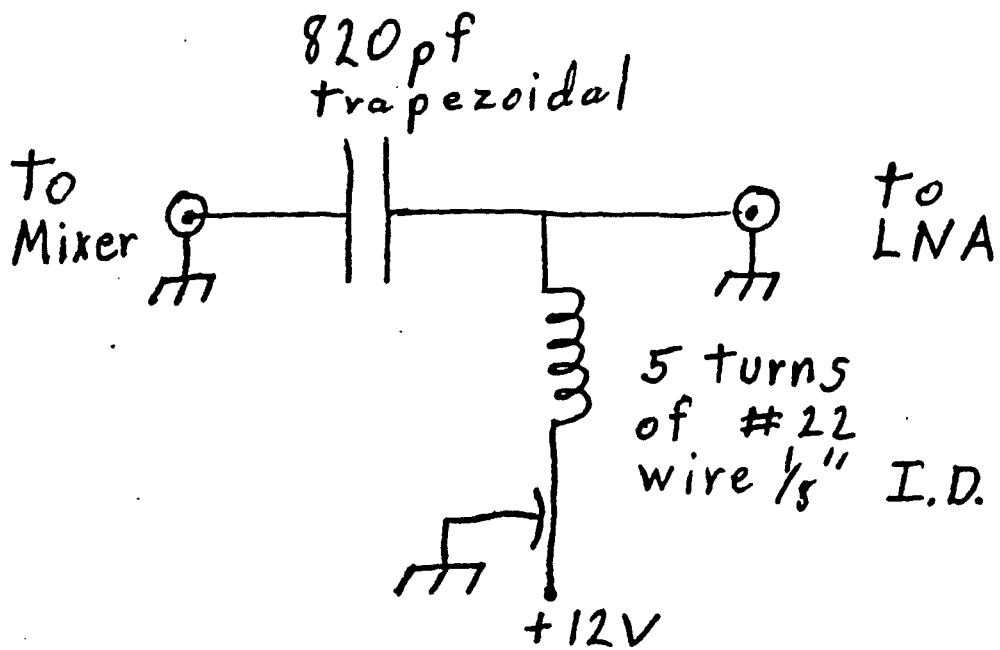 820pf
trapezoidal
To
Mixer
to
LNA
5 turns
of #22
wire 1/8" I.D.
+12V